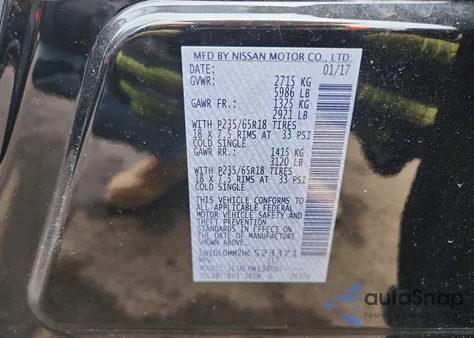 MFD BY NISSAN MOTOR CO., LTD.
DATE: 01/17
GVWR: 2715 KG
5986 LB
GAWR FR.: 1325 KG
2921 LB
WITH P235/65R18 TIRES
18 X 7.5 RIMS AT 33 PSI
COLD SINGLE
GAWR RR.: 1415 KG
3120 LB
WITH P235/65R18 TIRES
18 X 7.5 RIMS AT 33 PSI
COLD SINGLE
THIS VEHICLE CONFORMS TO
ALL APPLICABLE FEDERAL
MOTOR VEHICLE SAFETY AND
THEFT PREVENTION
STANDARDS IN EFFECT ON
THE DATE OF MANUFACTURE
SHOWN ABOVE.
523371
MPV
autoSnap